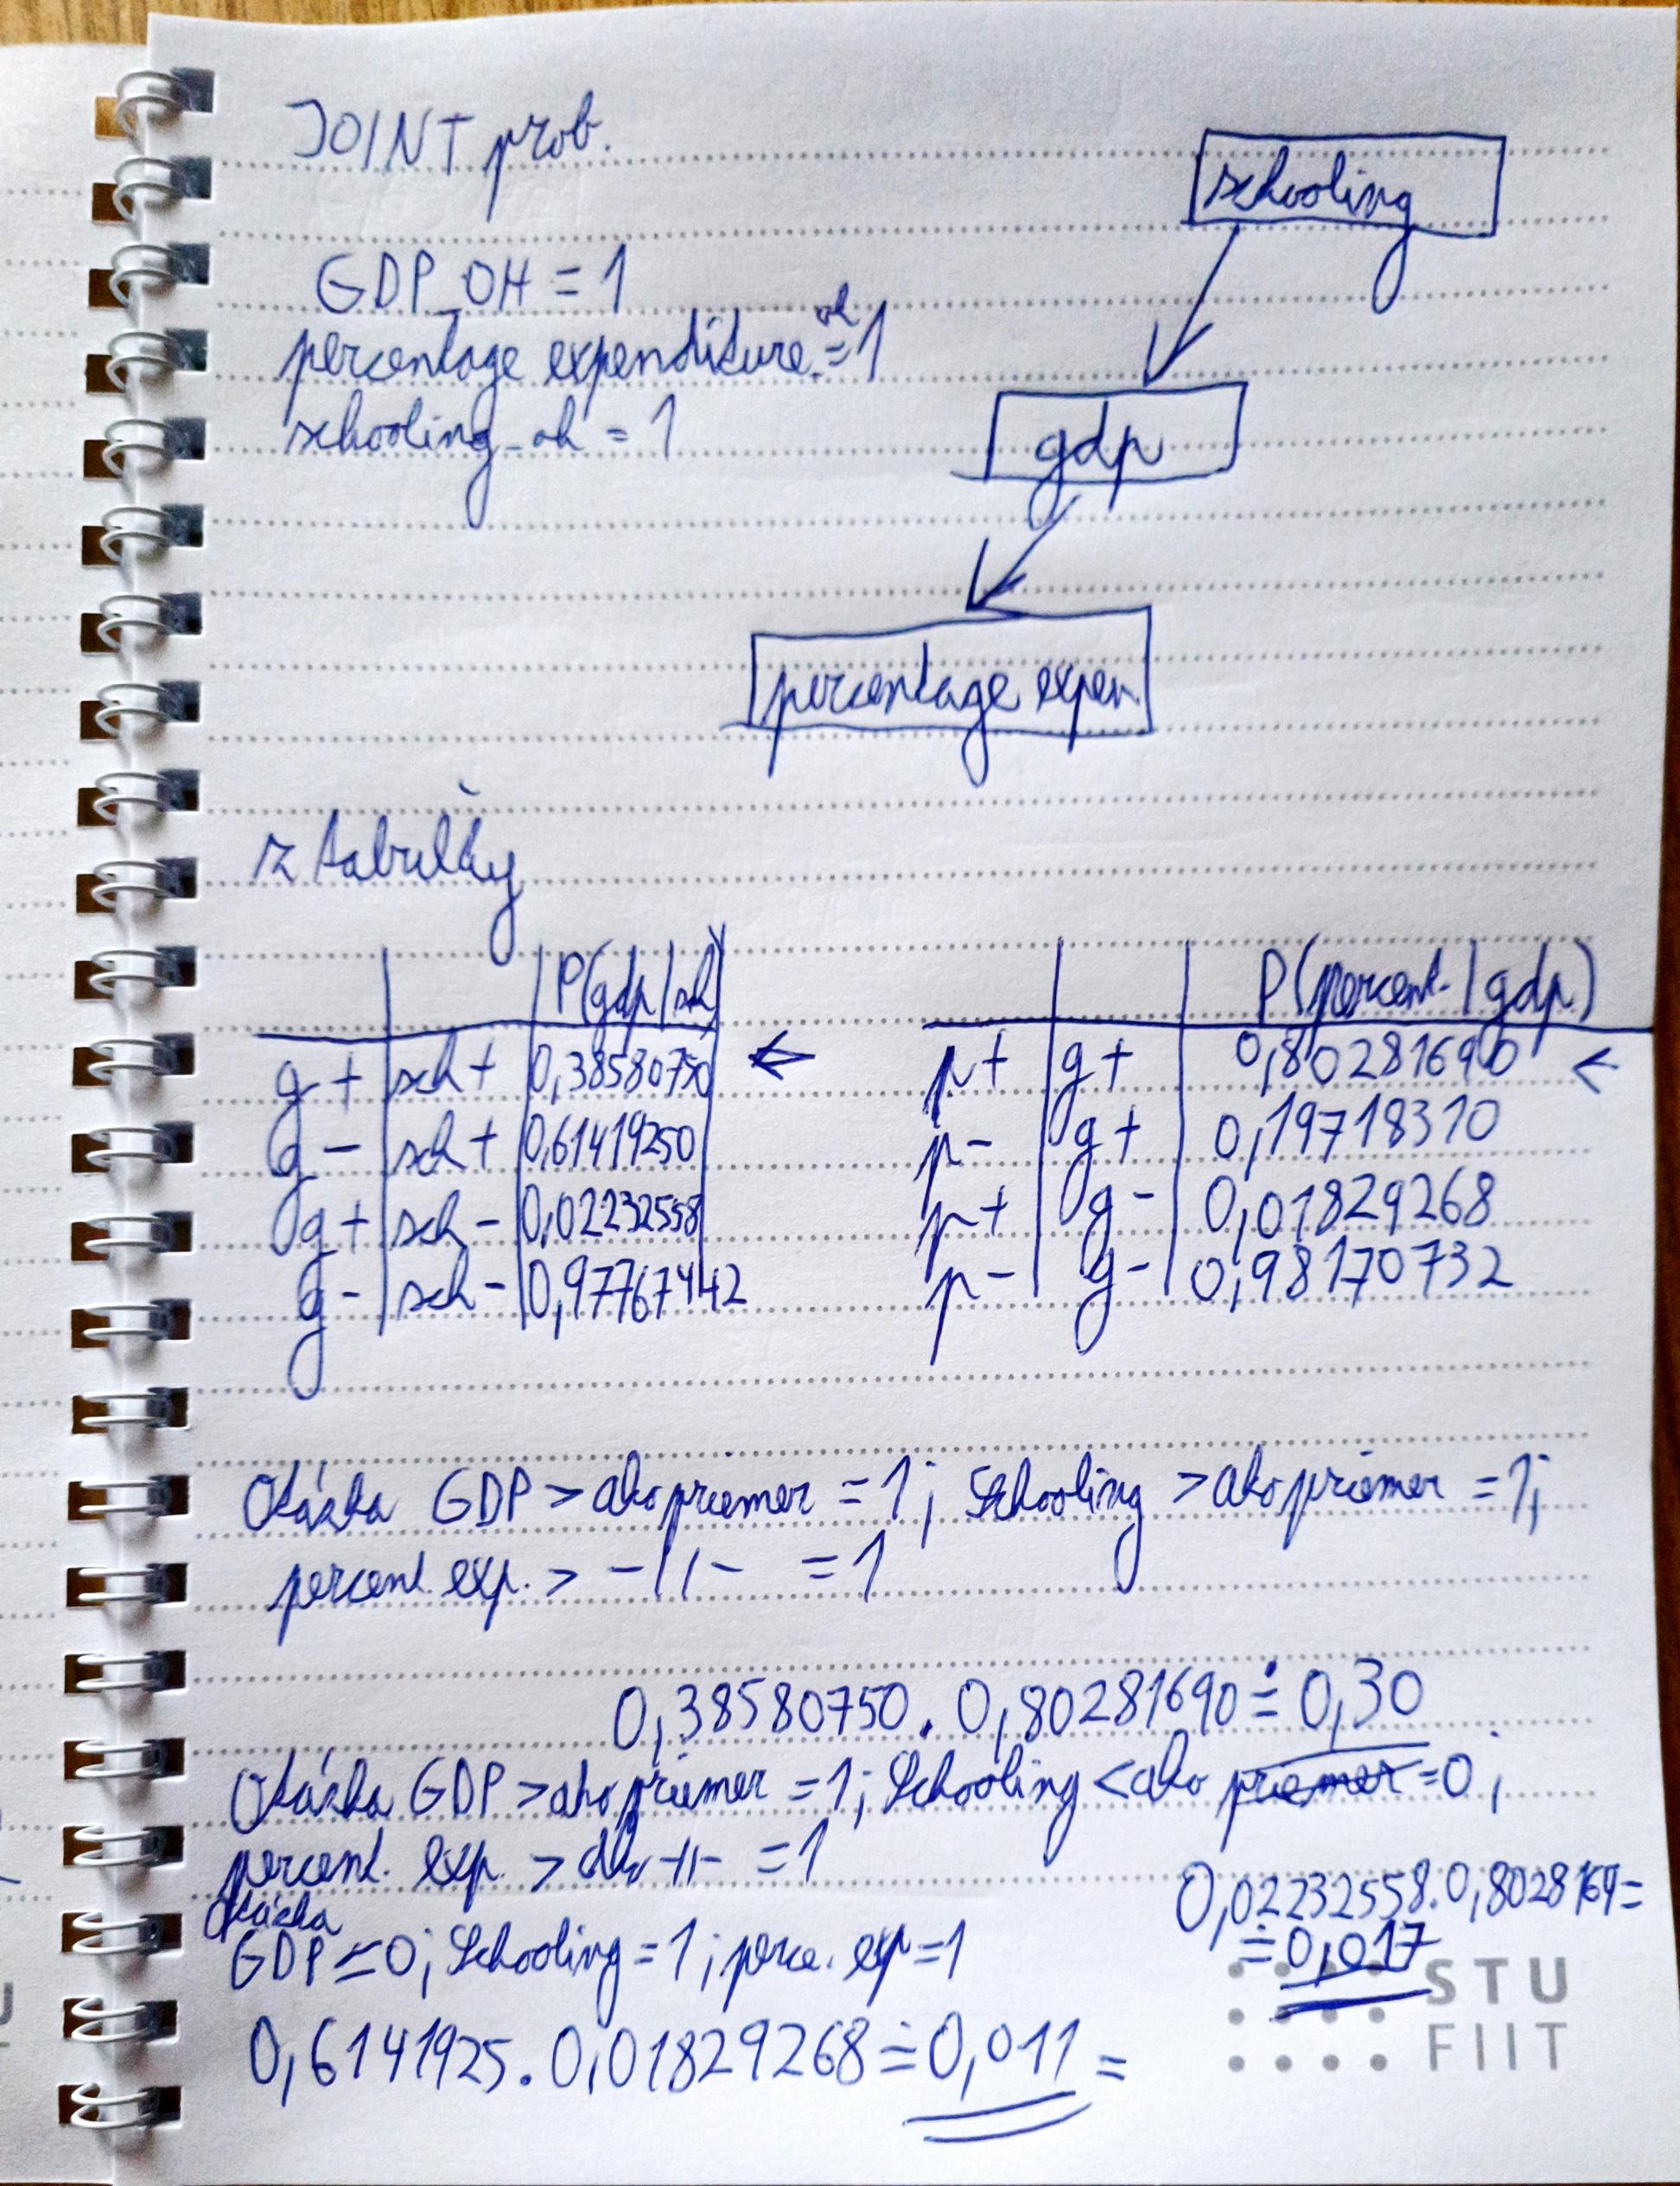 JOINT prob.
schooling
GDP_OH = 1
percentage expenditure_oh = 1
schooling_oh = 1
gdp
percentage expen.
z tabulky
P(gdp|sch)
g+ sch+ 0,38580750 ←
g- sch+ 0,61419250
g+ sch- 0,02232558
g- sch- 0,97767442
P(percent.|gdp)
p+ g+ 0,80281690 ←
p- g+ 0,19718310
p+ g- 0,01829268
p- g- 0,98170732
Otázka GDP > ako priemer = 1; Schooling > ako priemer = 1;
percent. exp. > -//- = 1
0,38580750 . 0,80281690 ≐ 0,30
Otázka GDP > ako priemer = 1; Schooling < ako priemer = 0;
percent. exp. > -//- = 1
0,02232558 . 0,8028169 =
≐ 0,017
Otázka
GDP ≤ 0; Schooling = 1; perce. exp = 1
0,6141925 . 0,01829268 ≐ 0,011 =
STU
FIIT